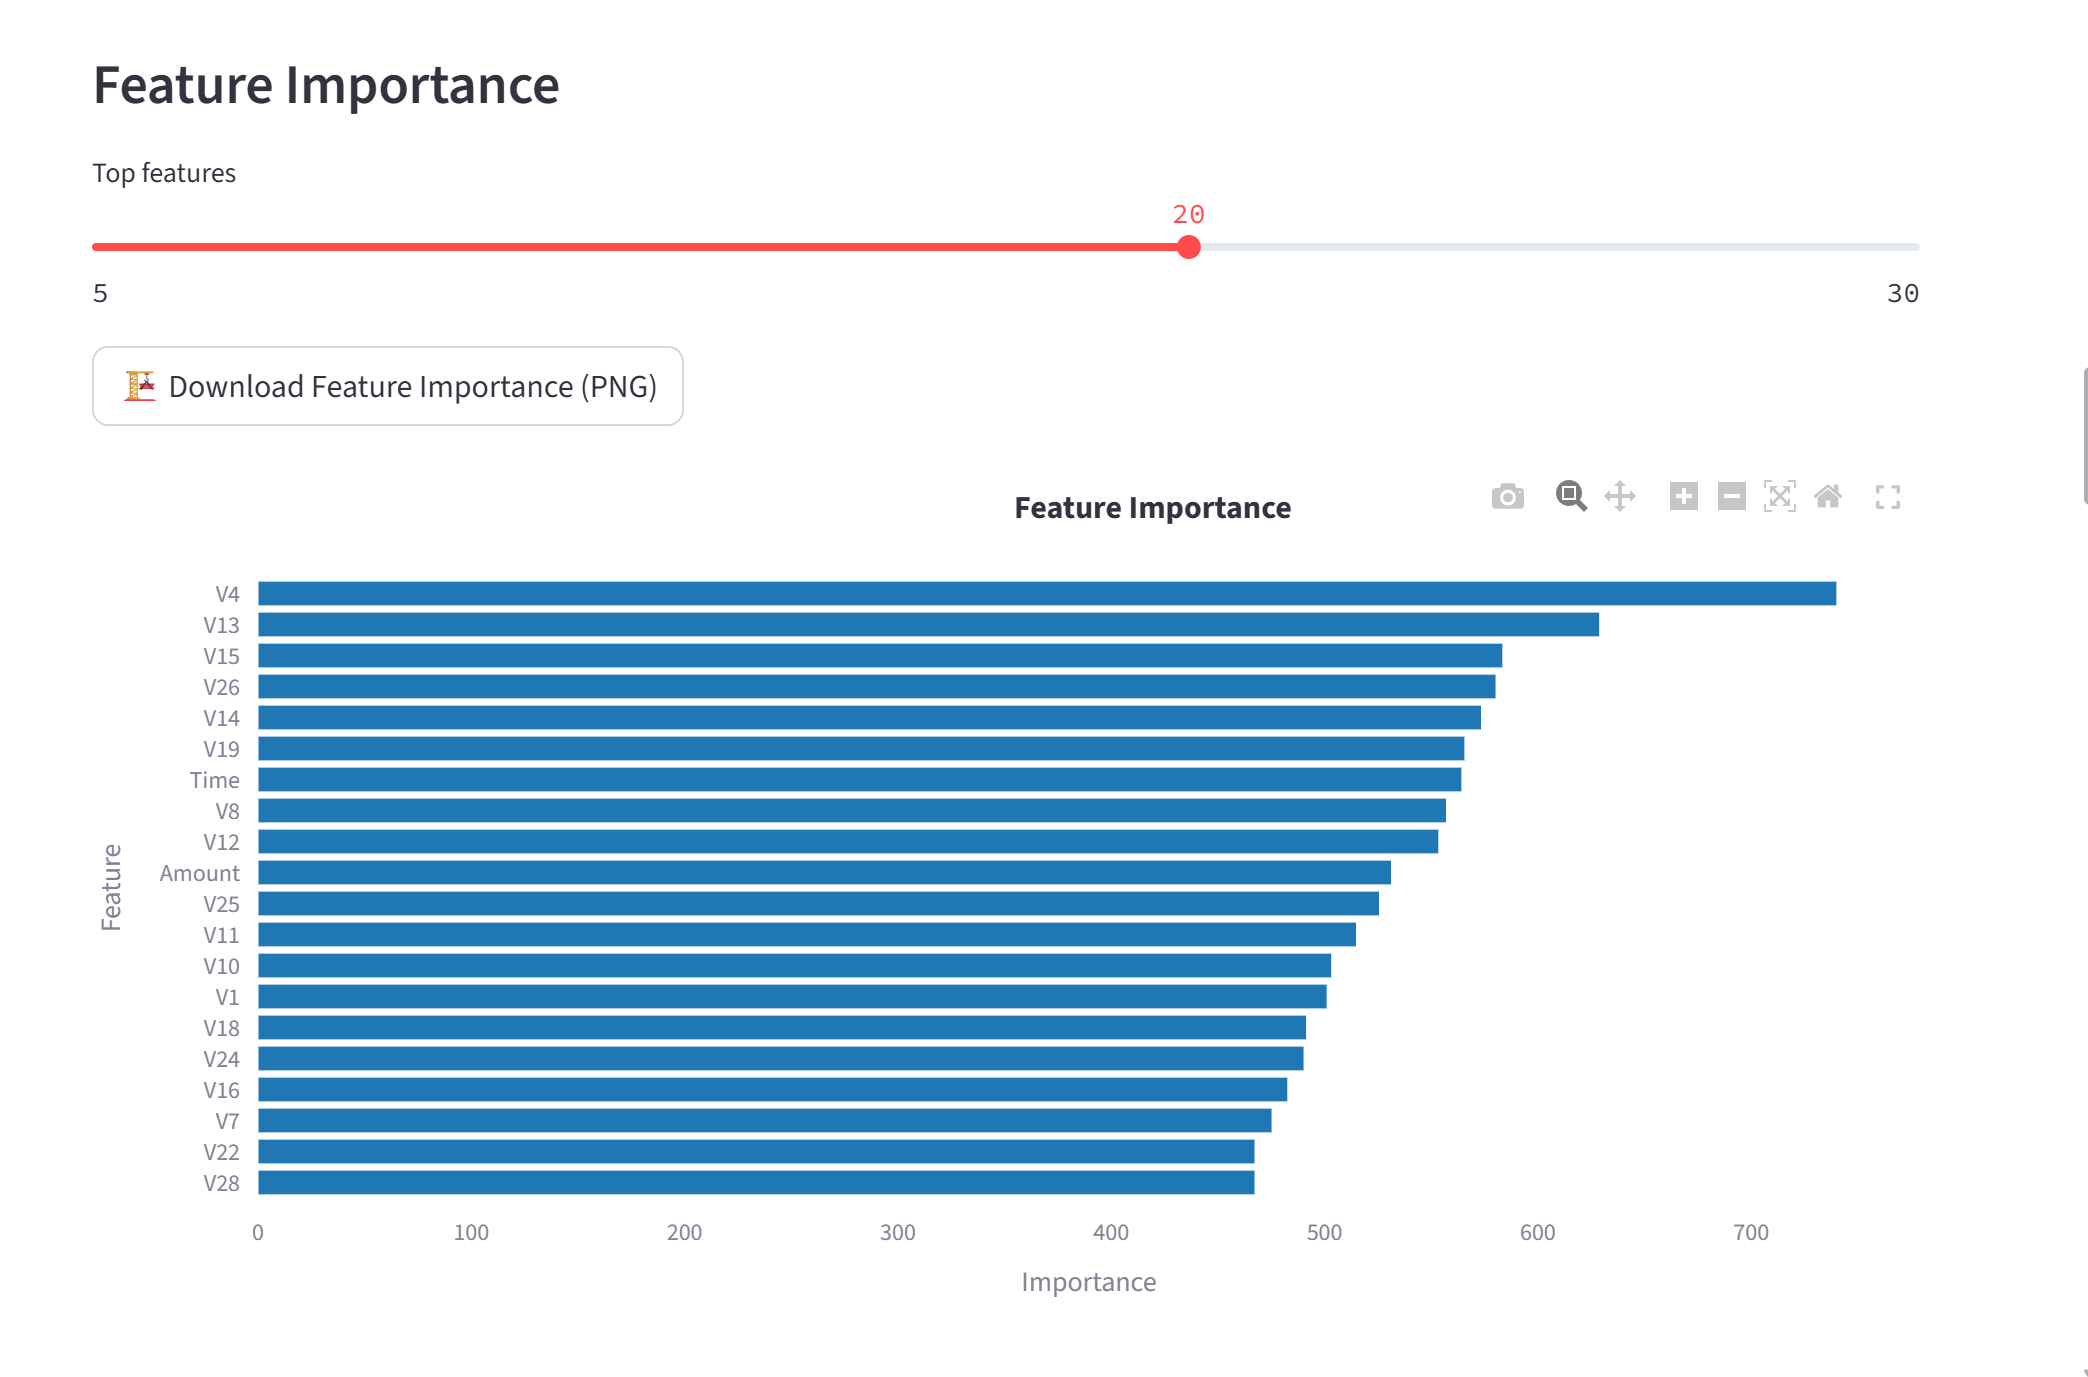 Feature Importance
Top features
20
5 30
Download Feature Importance (PNG)
Feature Importance
V4
V13
V15
V26
V14
V19
Time
V8
V12
Amount
V25
V11
V10
V1
V18
V24
V16
V7
V22
V28
Feature
0 100 200 300 400 500 600 700
Importance